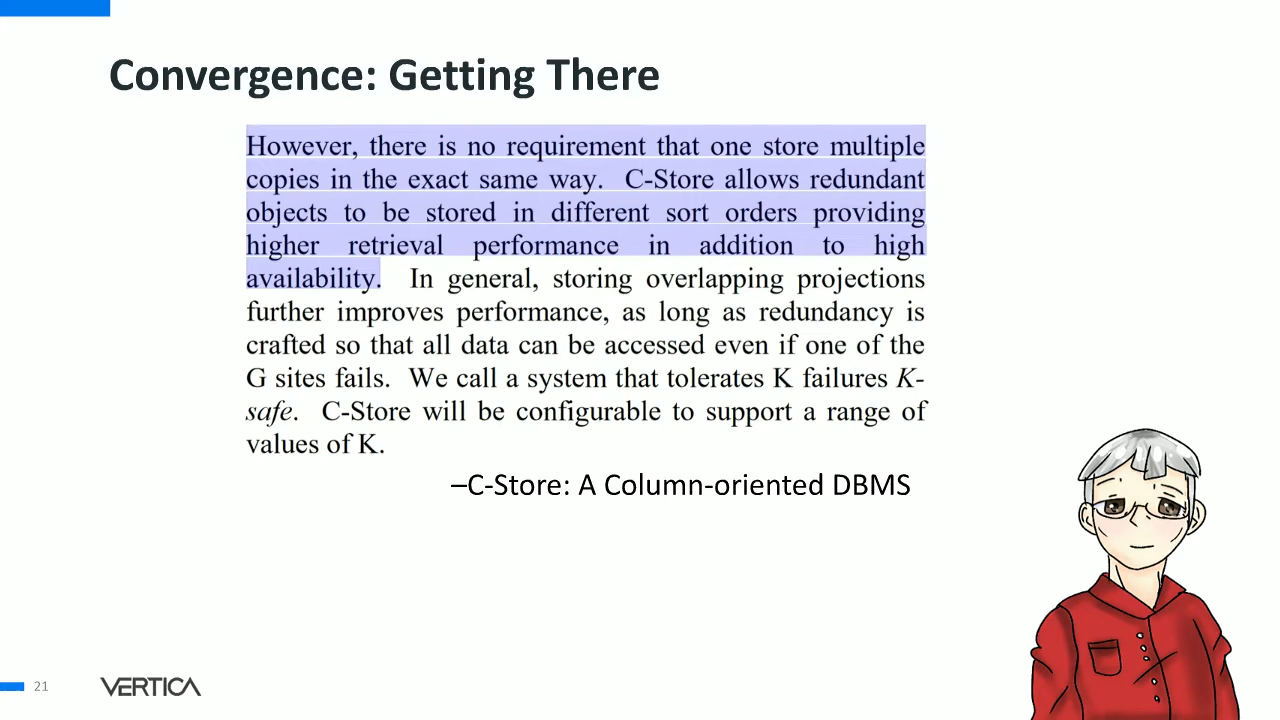 Convergence: Getting There
However, there is no requirement that one store multiple
copies in the exact same way. C-Store allows redundant
objects to be stored in different sort orders providing
higher retrieval performance in addition to high
availability. In general, storing overlapping projections
further improves performance, as long as redundancy is
crafted so that all data can be accessed even if one of the
G sites fails. We call a system that tolerates K failures K-
safe. C-Store will be configurable to support a range of
values of K.
–C-Store: A Column-oriented DBMS
21
VERTICA